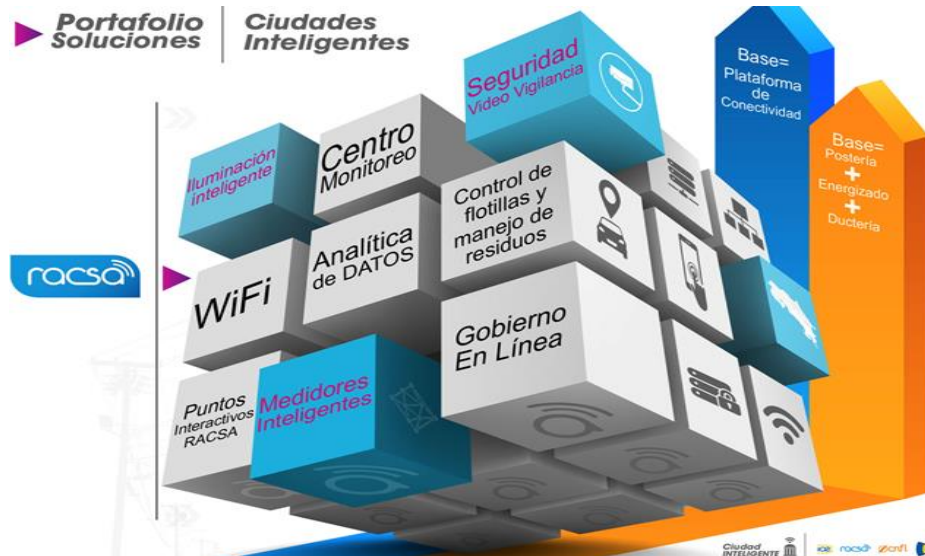 Portafolio
Soluciones
Ciudades
Inteligentes
Seguridad
Video Vigilancia
Iluminación
inteligente
Centro
Monitoreo
Control de
flotillas y
manejo de
residuos
WiFi
Analítica
de DATOS
Gobierno
En Línea
Puntos
Interactivos
RACSA
Medidores
Inteligentes
racsa
Base=
Plataforma
de
Conectividad
Base=
Postería
+
Energizado
+
Ductería
Ciudad
INTELIGENTE
ice racsa cnfl